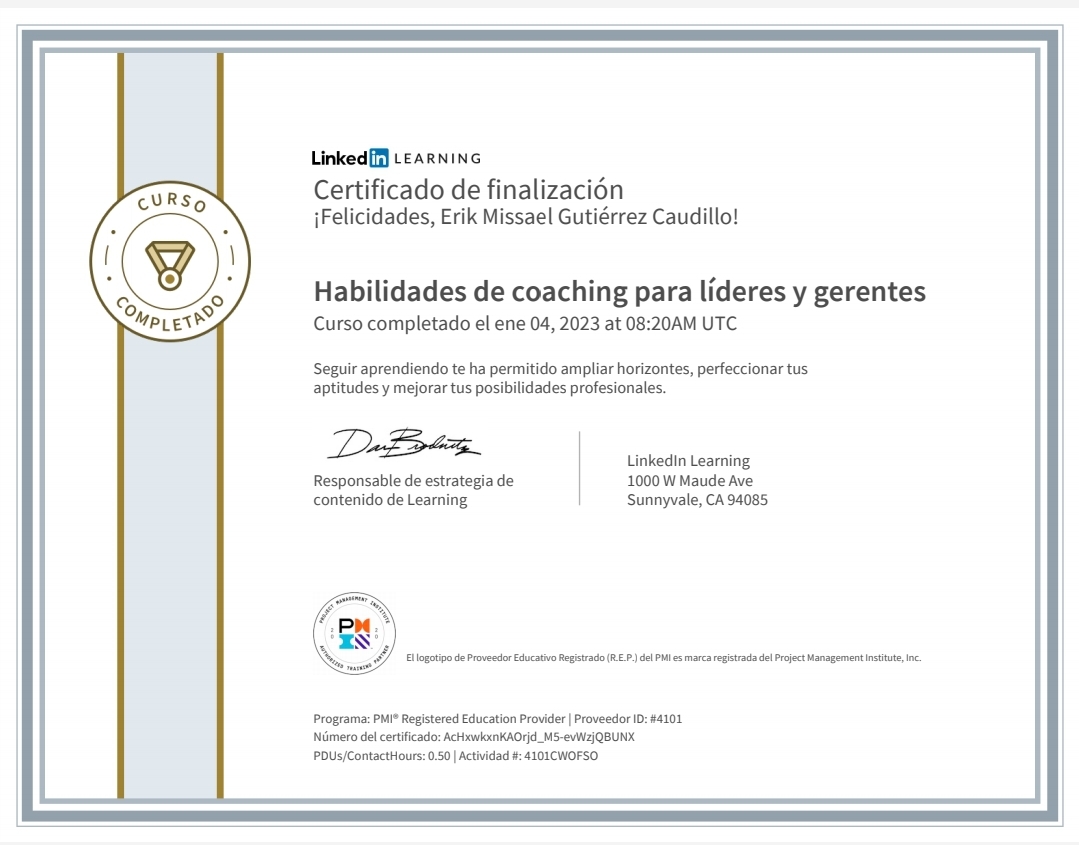 CURSO
COMPLETADO
Linkedin LEARNING
Certificado de finalización
¡Felicidades, Erik Missael Gutiérrez Caudillo!
Habilidades de coaching para líderes y gerentes
Curso completado el ene 04, 2023 at 08:20AM UTC
Seguir aprendiendo te ha permitido ampliar horizontes, perfeccionar tus
aptitudes y mejorar tus posibilidades profesionales.
Dan Brodnitz
Responsable de estrategia de
contenido de Learning
LinkedIn Learning
1000 W Maude Ave
Sunnyvale, CA 94085
PROJECT MANAGEMENT INSTITUTE
2020
PMI
AUTHORIZED TRAINING PARTNER
El logotipo de Proveedor Educativo Registrado (R.E.P.) del PMI es marca registrada del Project Management Institute, Inc.
Programa: PMI® Registered Education Provider | Proveedor ID: #4101
Número del certificado: AcHxwkxnKAOrjd_M5-evWzjQBUNX
PDUs/ContactHours: 0.50 | Actividad #: 4101CWOFSO